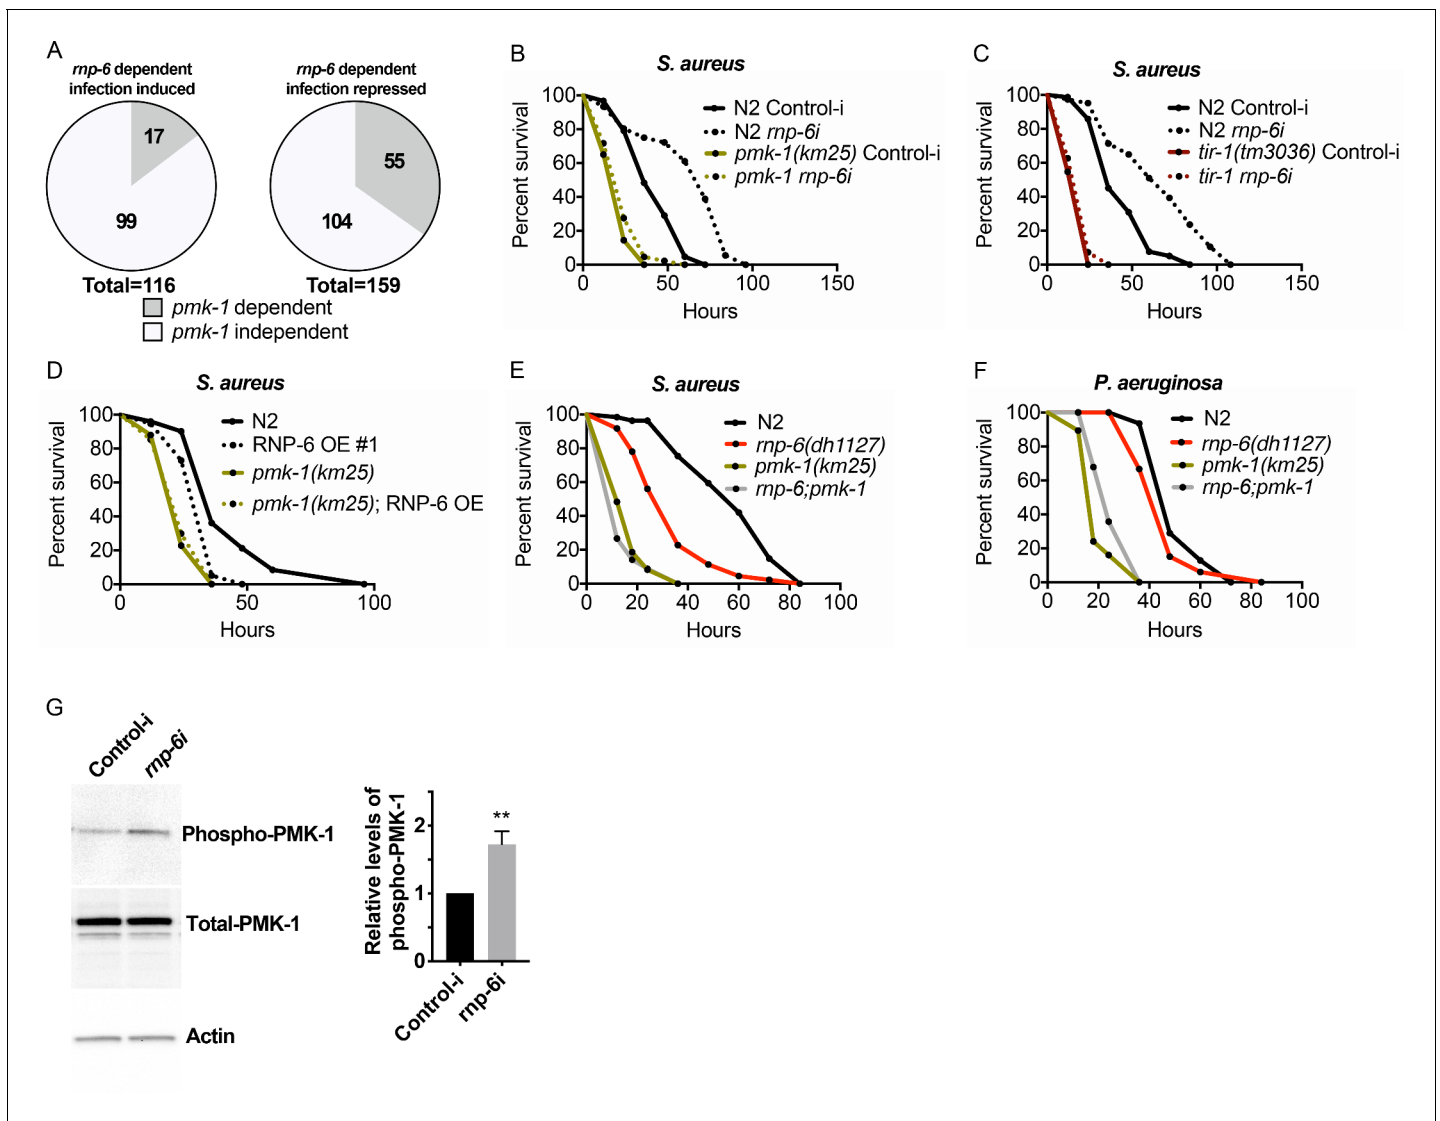 A
rnp-6 dependent
infection induced
17
99
Total=116
rnp-6 dependent
infection repressed
55
104
Total=159
pmk-1 dependent
pmk-1 independent
B
S. aureus
Percent survival
100
80
60
40
20
0
0 50 100 150
Hours
N2 Control-i
N2 rnp-6i
pmk-1(km25) Control-i
pmk-1 rnp-6i
C
S. aureus
Percent survival
100
80
60
40
20
0
0 50 100 150
Hours
N2 Control-i
N2 rnp-6i
tir-1(tm3036) Control-i
tir-1 rnp-6i
D
S. aureus
Percent survival
100
80
60
40
20
0
0 50 100
Hours
N2
RNP-6 OE #1
pmk-1(km25)
pmk-1(km25); RNP-6 OE
E
S. aureus
Percent survival
100
80
60
40
20
0
0 20 40 60 80 100
Hours
N2
rnp-6(dh1127)
pmk-1(km25)
rnp-6;pmk-1
F
P. aeruginosa
Percent survival
100
80
60
40
20
0
0 20 40 60 80 100
Hours
N2
rnp-6(dh1127)
pmk-1(km25)
rnp-6;pmk-1
G
Control-i
rnp-6i
Phospho-PMK-1
Total-PMK-1
Actin
Relative levels of
phospho-PMK-1
2
1
0
**
Control-i
rnp-6i